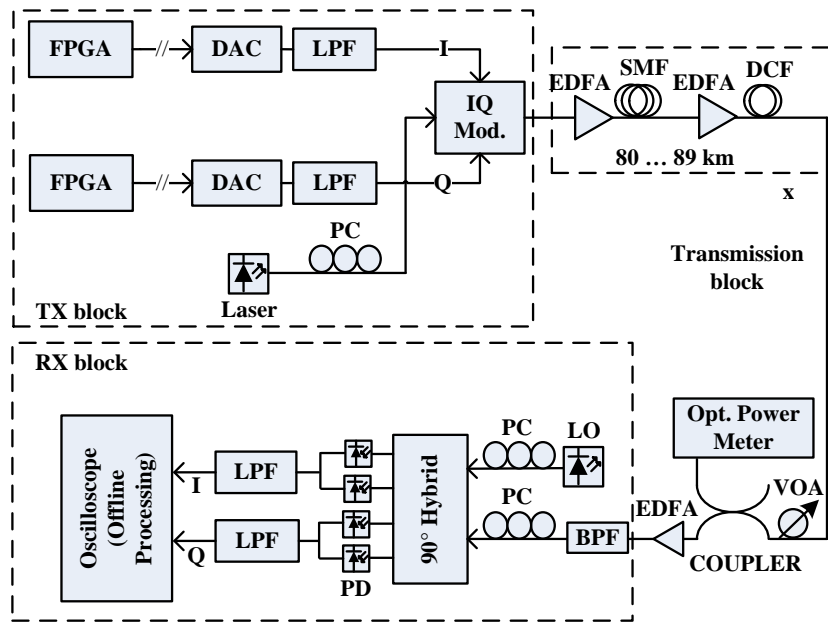 FPGA
//
DAC
LPF
I
IQ
Mod.
FPGA
//
DAC
LPF
Q
PC
Laser
TX block
EDFA
SMF
EDFA
DCF
80 … 89 km
x
Transmission
block
RX block
Oscilloscope
(Offline
Processing)
I
LPF
Q
LPF
PD
90° Hybrid
PC
LO
PC
BPF
EDFA
COUPLER
VOA
Opt. Power
Meter